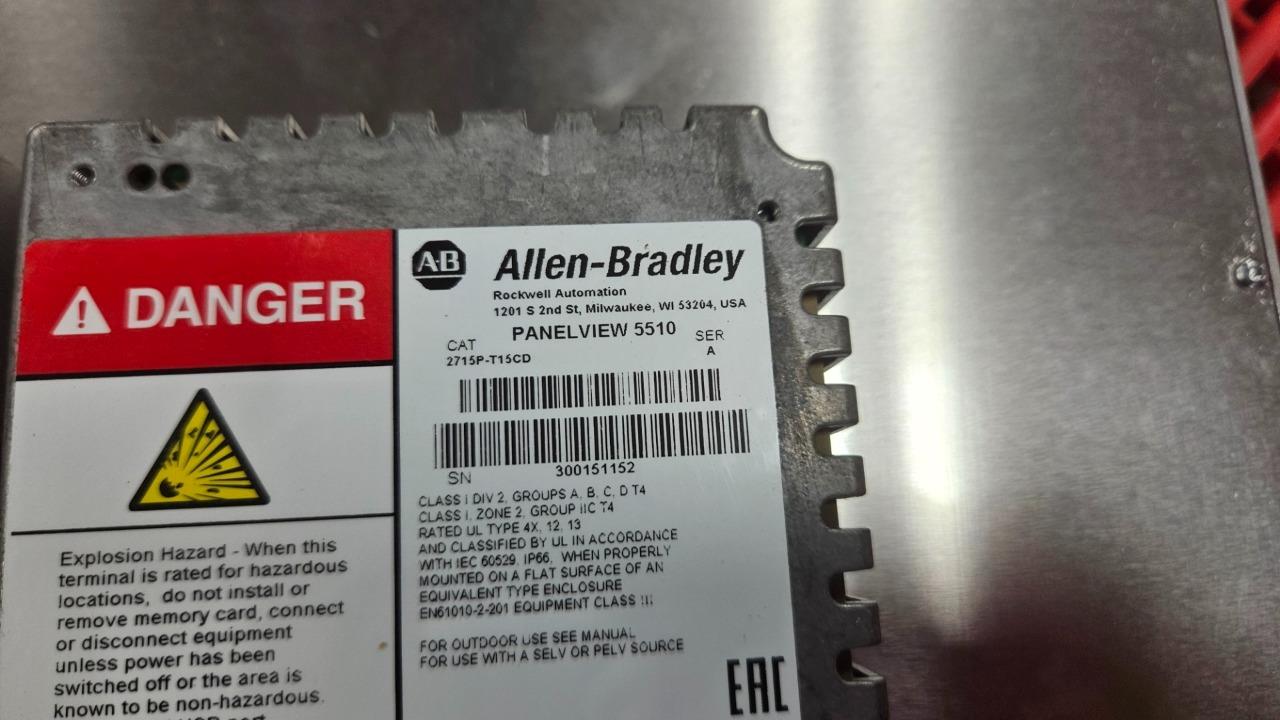 DANGER
Explosion Hazard - When this
terminal is rated for hazardous
locations, do not install or
remove memory card, connect
or disconnect equipment
unless power has been
switched off or the area is
known to be non-hazardous.
A·B
Allen-Bradley
Rockwell Automation
1201 S 2nd St, Milwaukee, WI 53204, USA
PANELVIEW 5510
CAT SER
2715P-T15CD A
SN 300151152
CLASS I DIV 2, GROUPS A, B, C, D T4
CLASS I, ZONE 2, GROUP IIC T4
RATED UL TYPE 4X, 12, 13
AND CLASSIFIED BY UL IN ACCORDANCE
WITH IEC 60529, IP66, WHEN PROPERLY
MOUNTED ON A FLAT SURFACE OF AN
EQUIVALENT TYPE ENCLOSURE
EN61010-2-201 EQUIPMENT CLASS III
FOR OUTDOOR USE SEE MANUAL
FOR USE WITH A SELV OR PELV SOURCE
EAC